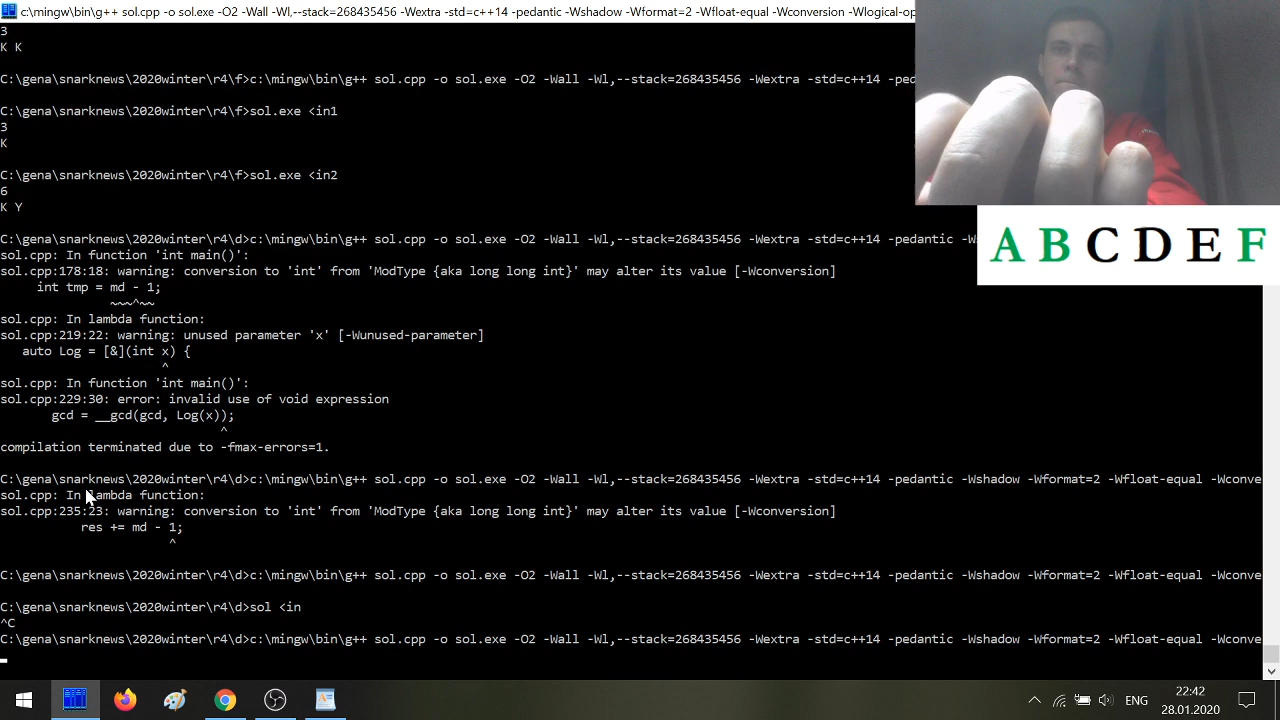 c:\mingw\bin\g++ sol.cpp -o sol.exe -O2 -Wall -Wl,--stack=268435456 -Wextra -std=c++14 -pedantic -Wshadow -Wformat=2 -Wfloat-equal -Wconversion -Wlogical-op
3
K K
C:\gena\snarknews\2020winter\r4\f>c:\mingw\bin\g++ sol.cpp -o sol.exe -O2 -Wall -Wl,--stack=268435456 -Wextra -std=c++14 -ped
C:\gena\snarknews\2020winter\r4\f>sol.exe <in1
3
K
C:\gena\snarknews\2020winter\r4\f>sol.exe <in2
6
K Y
C:\gena\snarknews\2020winter\r4\d>c:\mingw\bin\g++ sol.cpp -o sol.exe -O2 -Wall -Wl,--stack=268435456 -Wextra -std=c++14 -pedantic -W
sol.cpp: In function 'int main()':
sol.cpp:178:18: warning: conversion to 'int' from 'ModType {aka long long int}' may alter its value [-Wconversion]
int tmp = md - 1;
~~~^~~
sol.cpp: In lambda function:
sol.cpp:219:22: warning: unused parameter 'x' [-Wunused-parameter]
auto Log = [&](int x) {
^
sol.cpp: In function 'int main()':
sol.cpp:229:30: error: invalid use of void expression
gcd = __gcd(gcd, Log(x));
^
compilation terminated due to -fmax-errors=1.
C:\gena\snarknews\2020winter\r4\d>c:\mingw\bin\g++ sol.cpp -o sol.exe -O2 -Wall -Wl,--stack=268435456 -Wextra -std=c++14 -pedantic -Wshadow -Wformat=2 -Wfloat-equal -Wconve
sol.cpp: In lambda function:
sol.cpp:235:23: warning: conversion to 'int' from 'ModType {aka long long int}' may alter its value [-Wconversion]
res += md - 1;
^
C:\gena\snarknews\2020winter\r4\d>c:\mingw\bin\g++ sol.cpp -o sol.exe -O2 -Wall -Wl,--stack=268435456 -Wextra -std=c++14 -pedantic -Wshadow -Wformat=2 -Wfloat-equal -Wconve
C:\gena\snarknews\2020winter\r4\d>sol <in
^C
C:\gena\snarknews\2020winter\r4\d>c:\mingw\bin\g++ sol.cpp -o sol.exe -O2 -Wall -Wl,--stack=268435456 -Wextra -std=c++14 -pedantic -Wshadow -Wformat=2 -Wfloat-equal -Wconve
A B C D E F
ENG
22:42
28.01.2020